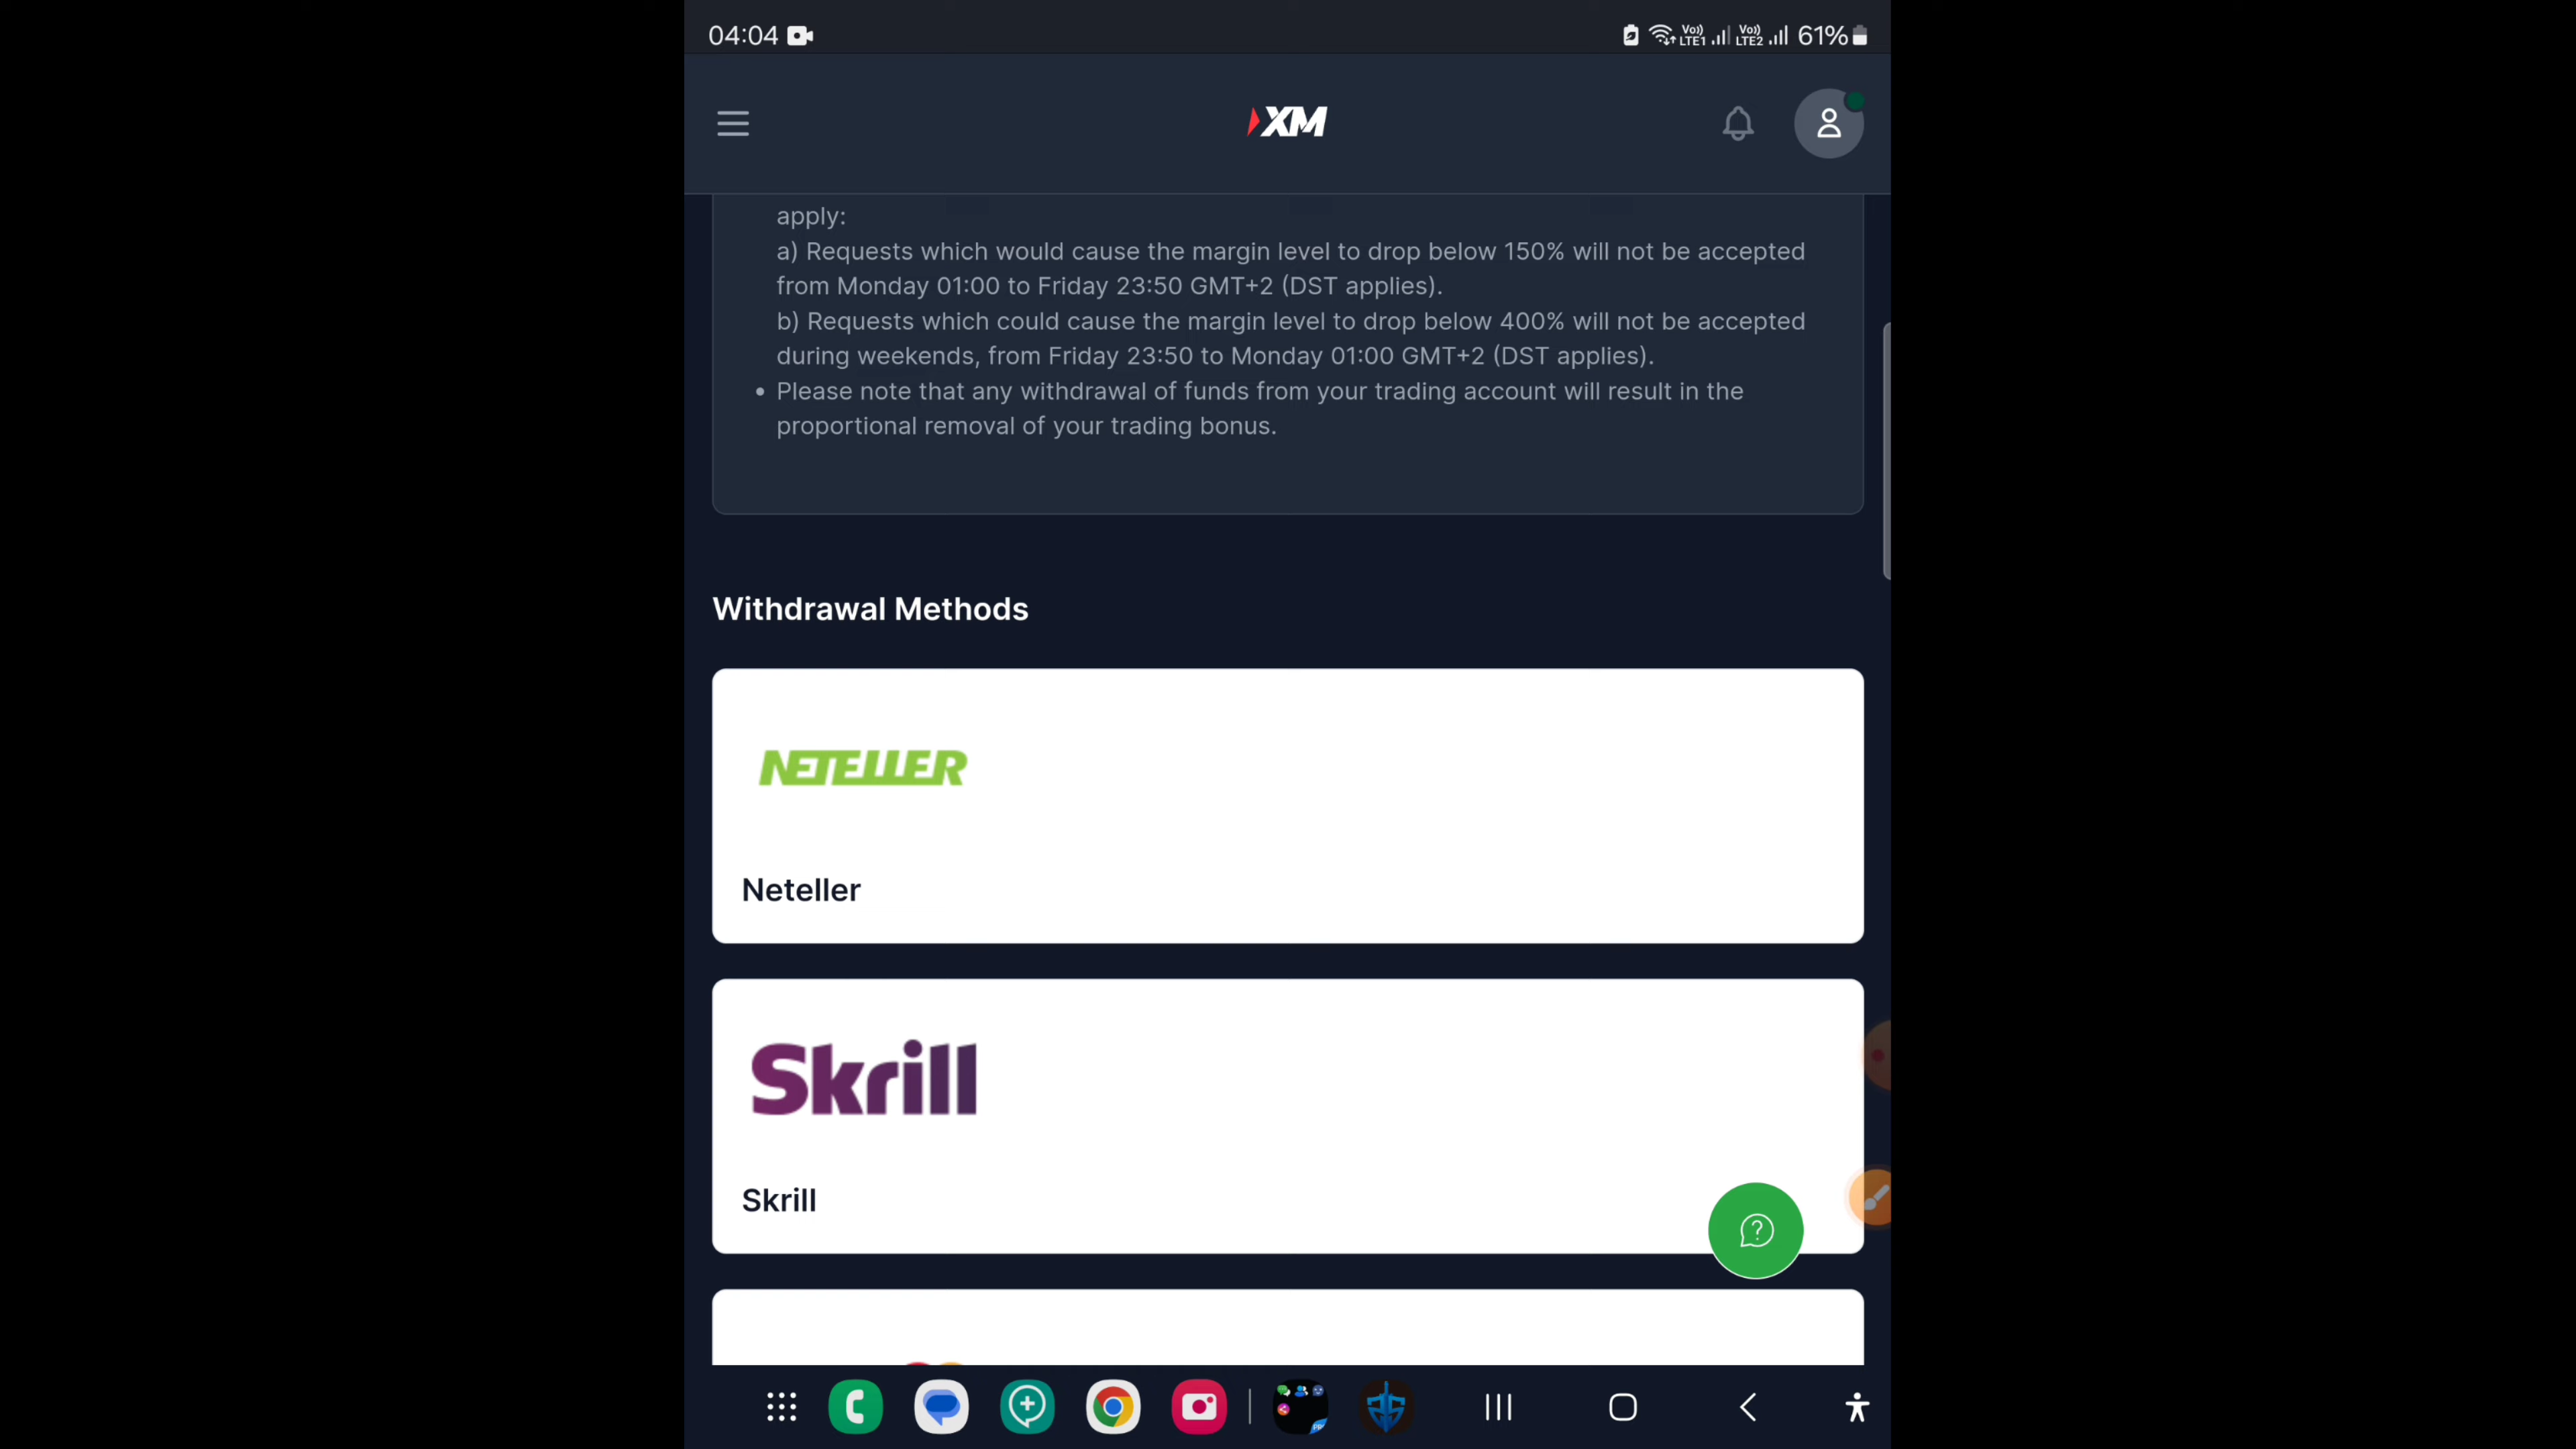 04:04
Vo)) LTE1 Vo)) LTE2 61%
XM
apply:
a) Requests which would cause the margin level to drop below 150% will not be accepted
from Monday 01:00 to Friday 23:50 GMT+2 (DST applies).
b) Requests which could cause the margin level to drop below 400% will not be accepted
during weekends, from Friday 23:50 to Monday 01:00 GMT+2 (DST applies).
• Please note that any withdrawal of funds from your trading account will result in the
proportional removal of your trading bonus.
Withdrawal Methods
NETELLER
Neteller
Skrill
Skrill